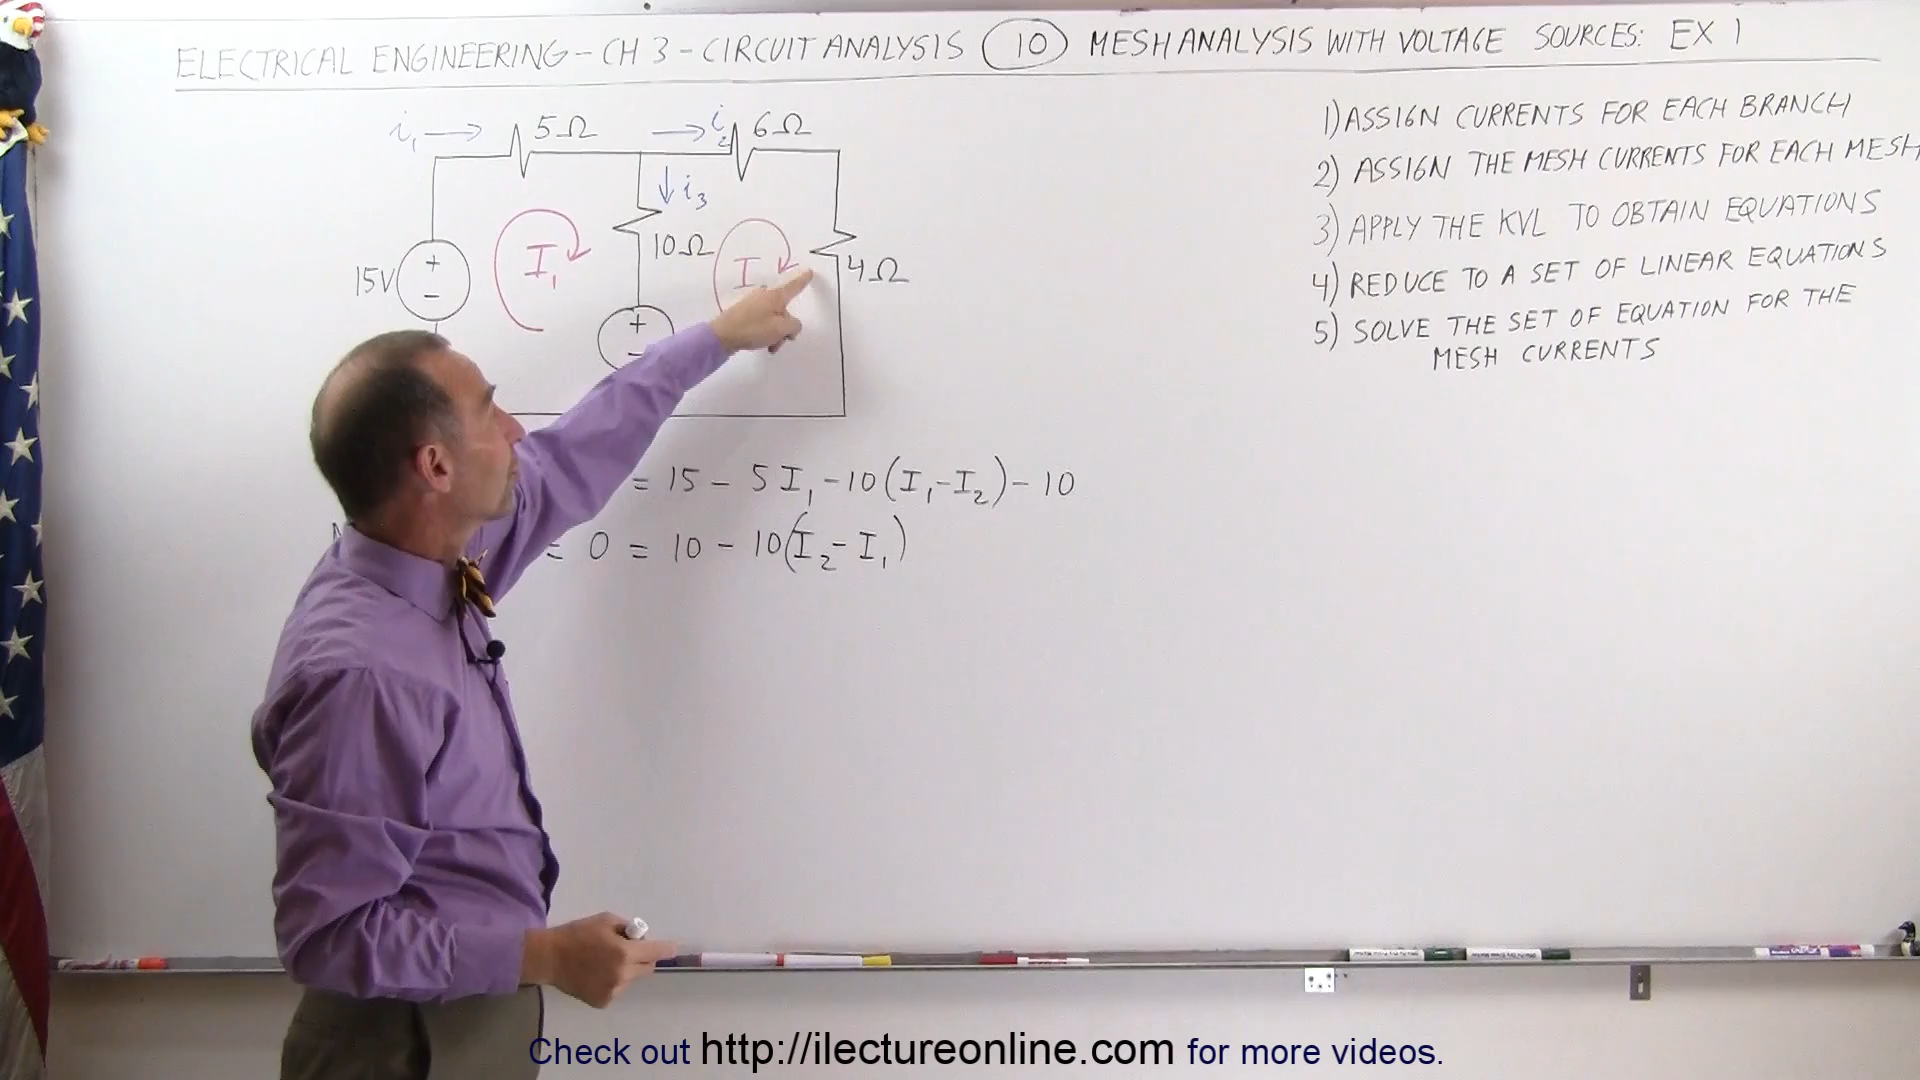 ELECTRICAL ENGINEERING - CH 3 - CIRCUIT ANALYSIS (10) MESH ANALYSIS WITH VOLTAGE SOURCES: EX 1
1) ASSIGN CURRENTS FOR EACH BRANCH
2) ASSIGN THE MESH CURRENTS FOR EACH MESH
3) APPLY THE KVL TO OBTAIN EQUATIONS
4) REDUCE TO A SET OF LINEAR EQUATIONS
5) SOLVE THE SET OF EQUATION FOR THE
MESH CURRENTS
i₁ → 5Ω → i₂ 6Ω
↓ i₃
I₁ 10Ω I 4Ω
15V + −
+ −
= 15 − 5I₁ − 10(I₁ − I₂) − 10
= 0 = 10 − 10(I₂ − I₁)
Check out http://ilectureonline.com for more videos.